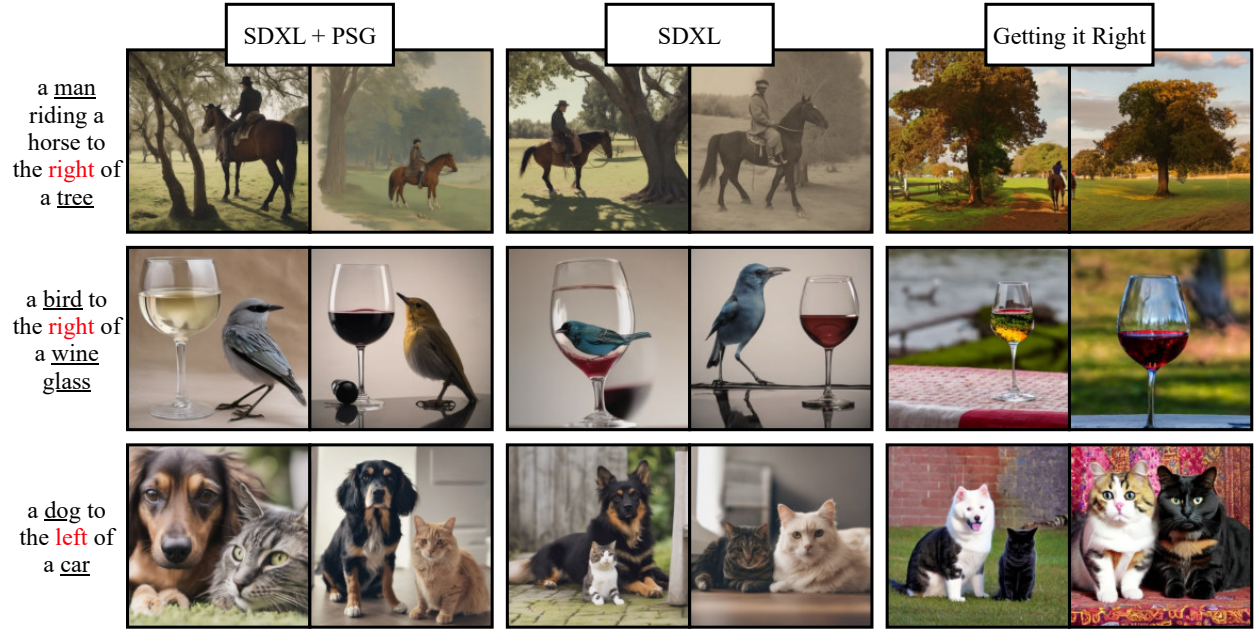 SDXL + PSG
SDXL
Getting it Right
a man
riding a
horse to
the right of
a tree
a bird to
the right of
a wine
glass
a dog to
the left of
a car